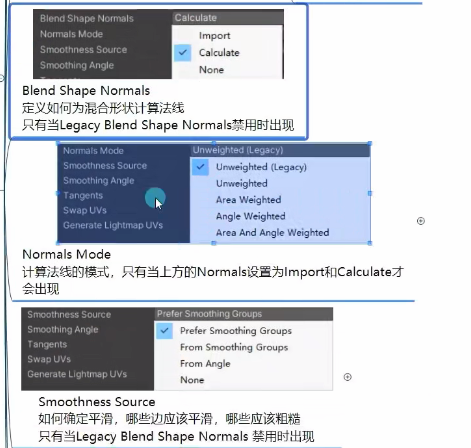 Blend Shape Normals
Calculate
Normals Mode
Import
Smoothness Source
Calculate
Smoothing Angle
None
Blend Shape Normals
定义如何为混合形状计算法线
只有当Legacy Blend Shape Normals禁用时出现
Normals Mode
Unweighted (Legacy)
Smoothness Source
Unweighted (Legacy)
Smoothing Angle
Unweighted
Tangents
Area Weighted
Swap UVs
Angle Weighted
Generate Lightmap UVs
Area And Angle Weighted
Normals Mode
计算法线的模式，只有当上方的Normals设置为Import和Calculate才
会出现
Smoothness Source
Prefer Smoothing Groups
Smoothing Angle
Prefer Smoothing Groups
Tangents
From Smoothing Groups
Swap UVs
From Angle
Generate Lightmap UVs
None
Smoothness Source
如何确定平滑，哪些边应该平滑，哪些应该粗糙
只有当Legacy Blend Shape Normals 禁用时出现